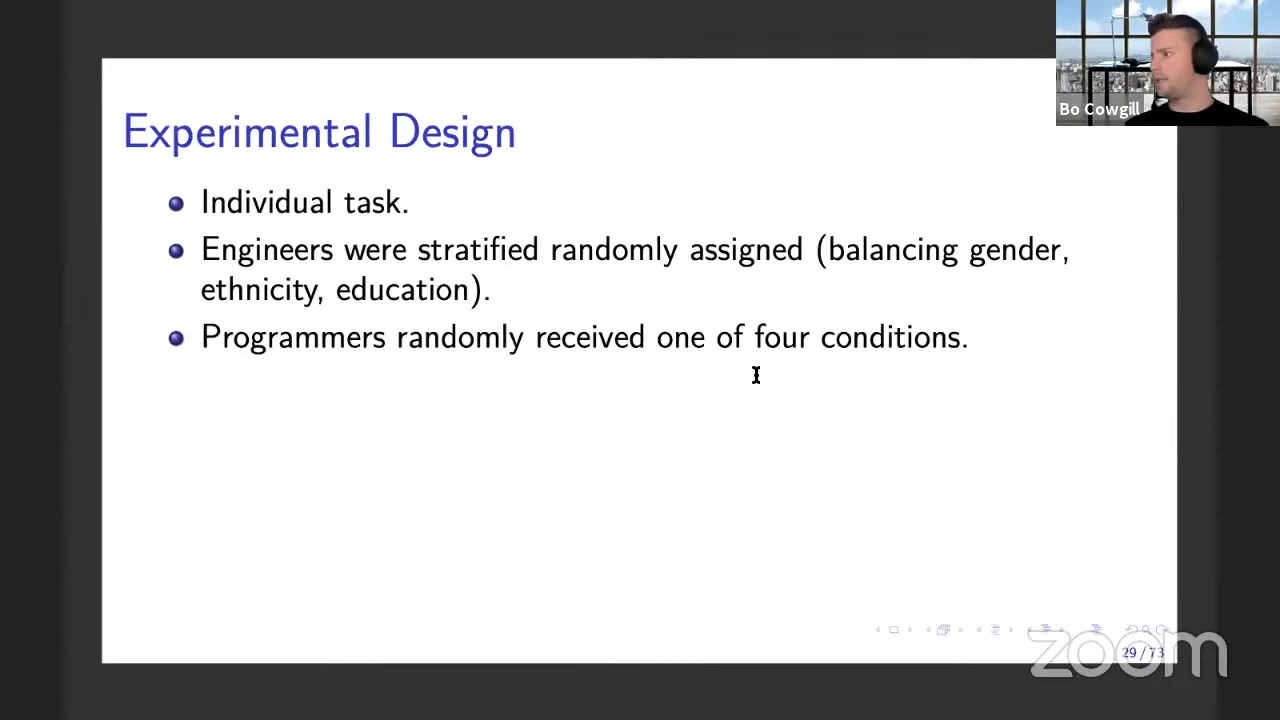 Bo Cowgill
Experimental Design
Individual task.
Engineers were stratified randomly assigned (balancing gender,
ethnicity, education).
Programmers randomly received one of four conditions.
29 / 73
zoom